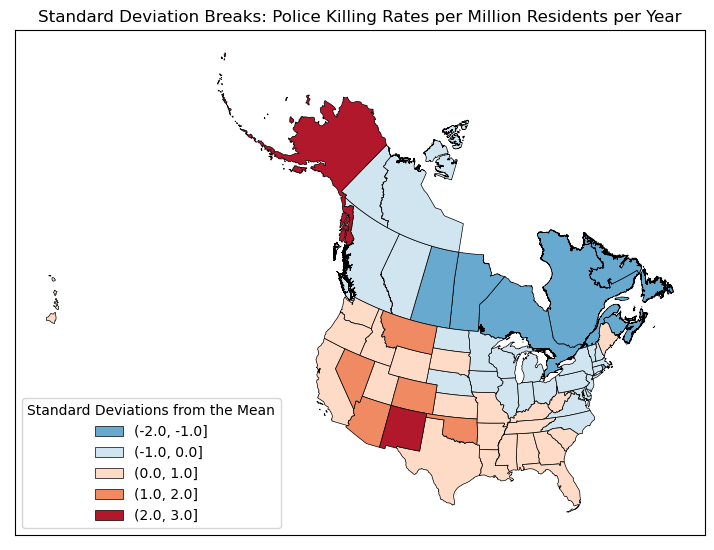 Standard Deviation Breaks: Police Killing Rates per Million Residents per Year
Standard Deviations from the Mean
(-2.0, -1.0]
(-1.0, 0.0]
(0.0, 1.0]
(1.0, 2.0]
(2.0, 3.0]